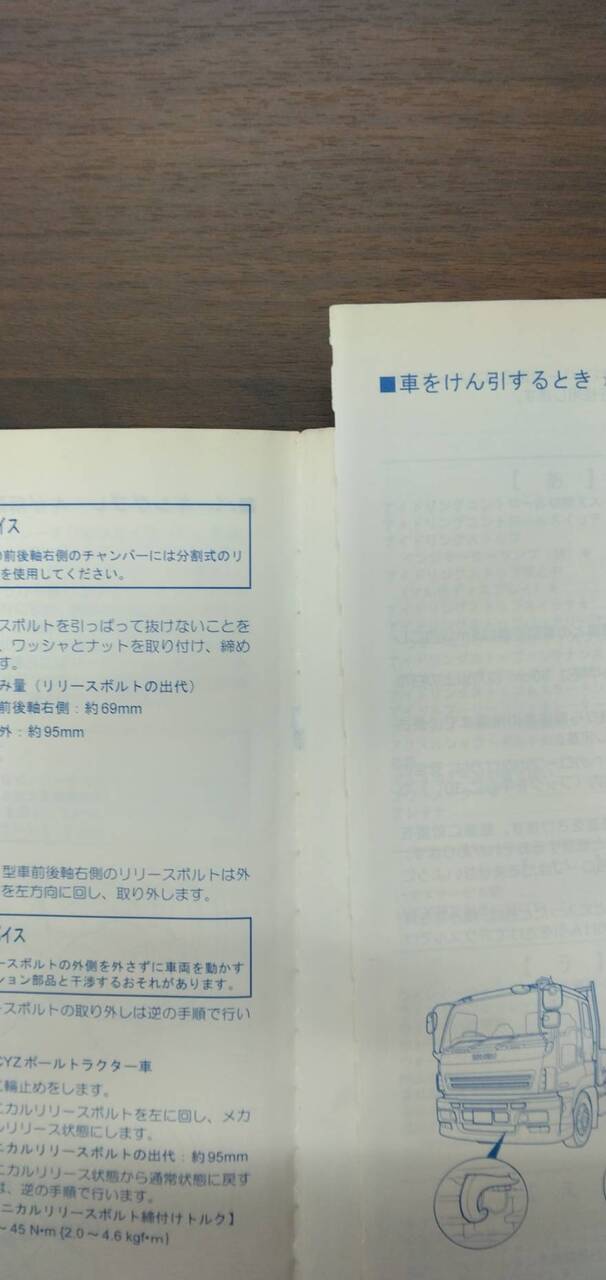 イス
前後軸右側のチャンバーには分割式のリ
を使用してください。
スボルトを引っぱって抜けないことを
、ワッシャとナットを取り付け、締め
す。
み量（リリースボルトの出代）
前後軸右側：約69mm
外：約95mm
型車前後軸右側のリリースボルトは外
を左方向に回し、取り外します。
バイス
ースボルトの外側を外さずに車両を動かす
ション部品と干渉するおそれがあります。
ースボルトの取り外しは逆の手順で行い
CYZポールトラクター車
輪止めをします。
ニカルリリースボルトを左に回し、メカ
ルリリース状態にします。
ニカルリリースボルトの出代：約95mm
ニカルリリース状態から通常状態に戻す
は、逆の手順で行います。
ニカルリリースボルト締付けトルク】
～45 N•m {2.0～4.6 kgf•m}
■車をけん引するとき